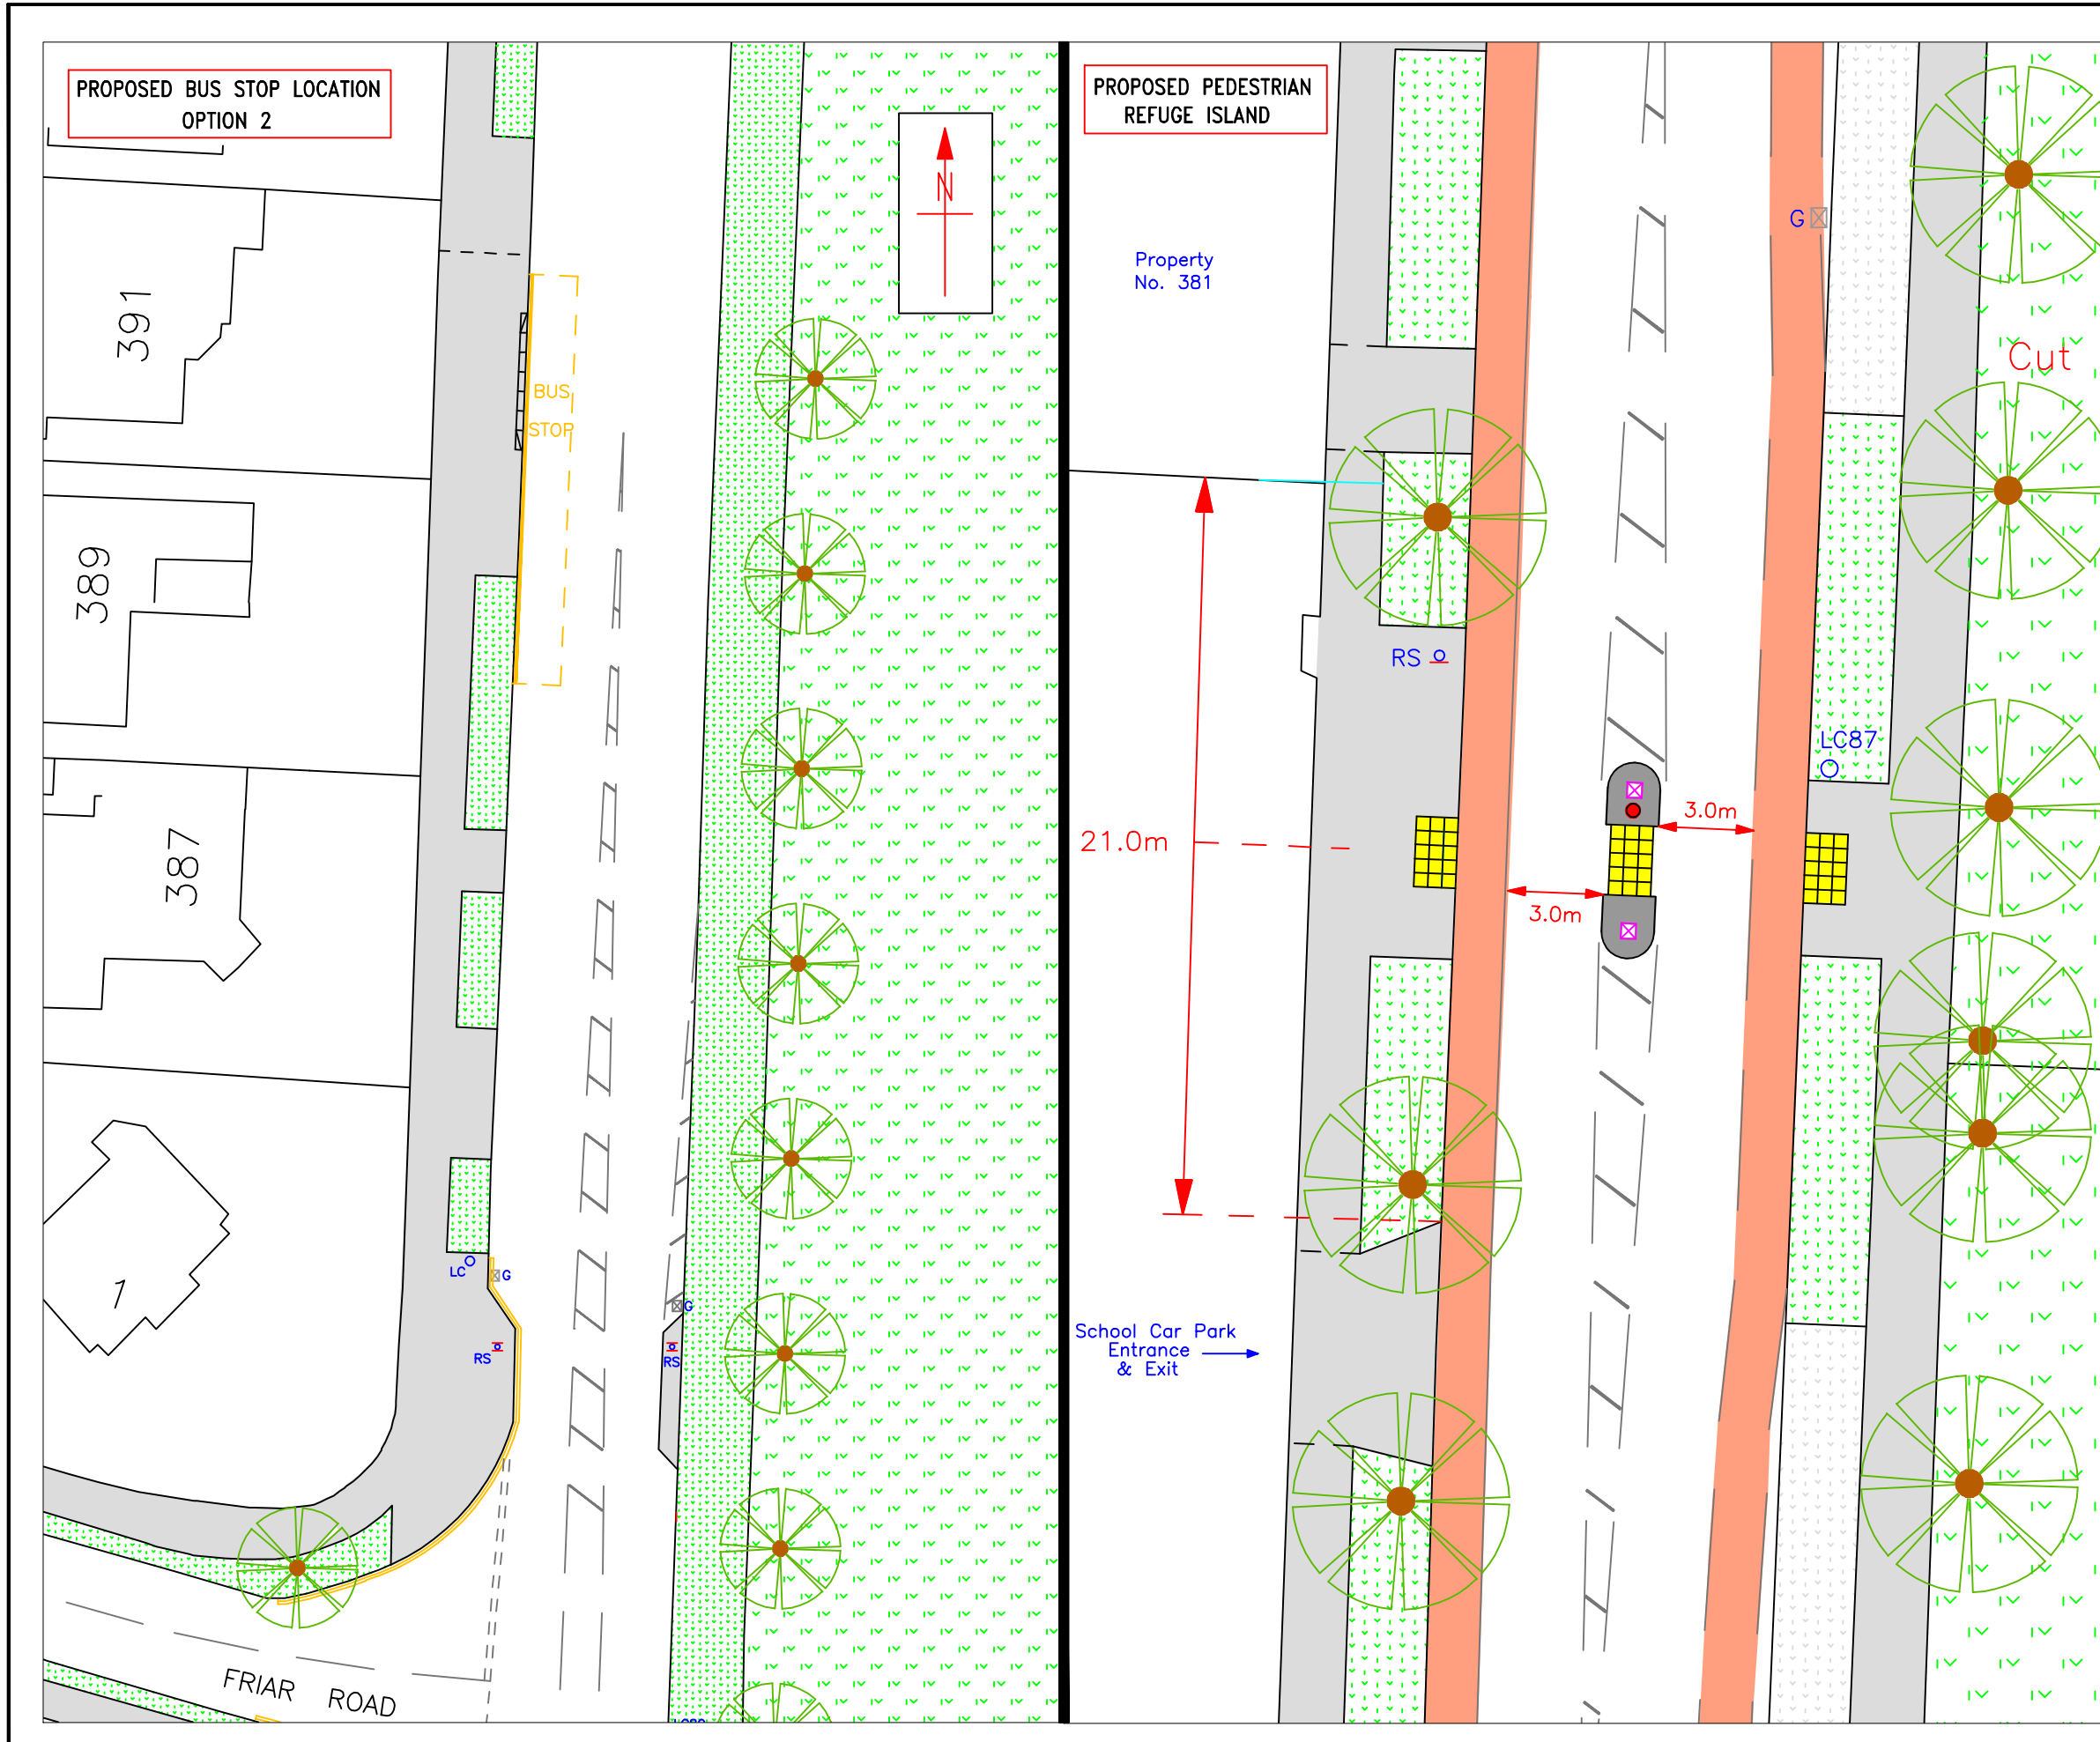 PROPOSED BUS STOP LOCATION
OPTION 2
N
391
BUS
STOP
389
387
1
LC
G
RS
G
RS
FRIAR ROAD
PROPOSED PEDESTRIAN
REFUGE ISLAND
Property
No. 381
G
Cut
RS
LC87
3.0m
21.0m
3.0m
School Car Park
Entrance
& Exit